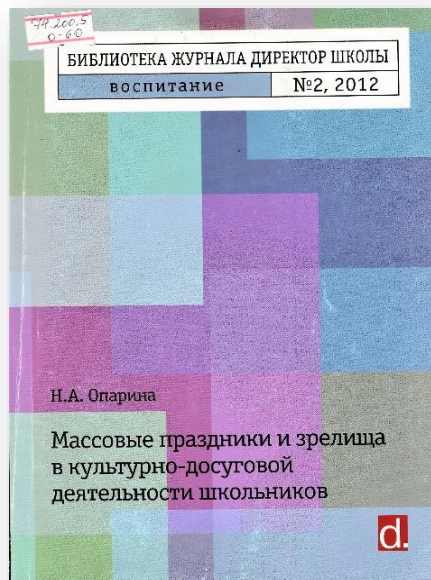 74.200.5
О-60
БИБЛИОТЕКА ЖУРНАЛА ДИРЕКТОР ШКОЛЫ
воспитание
№2, 2012
Н.А. Опарина
Массовые праздники и зрелища
в культурно-досуговой
деятельности школьников
d.